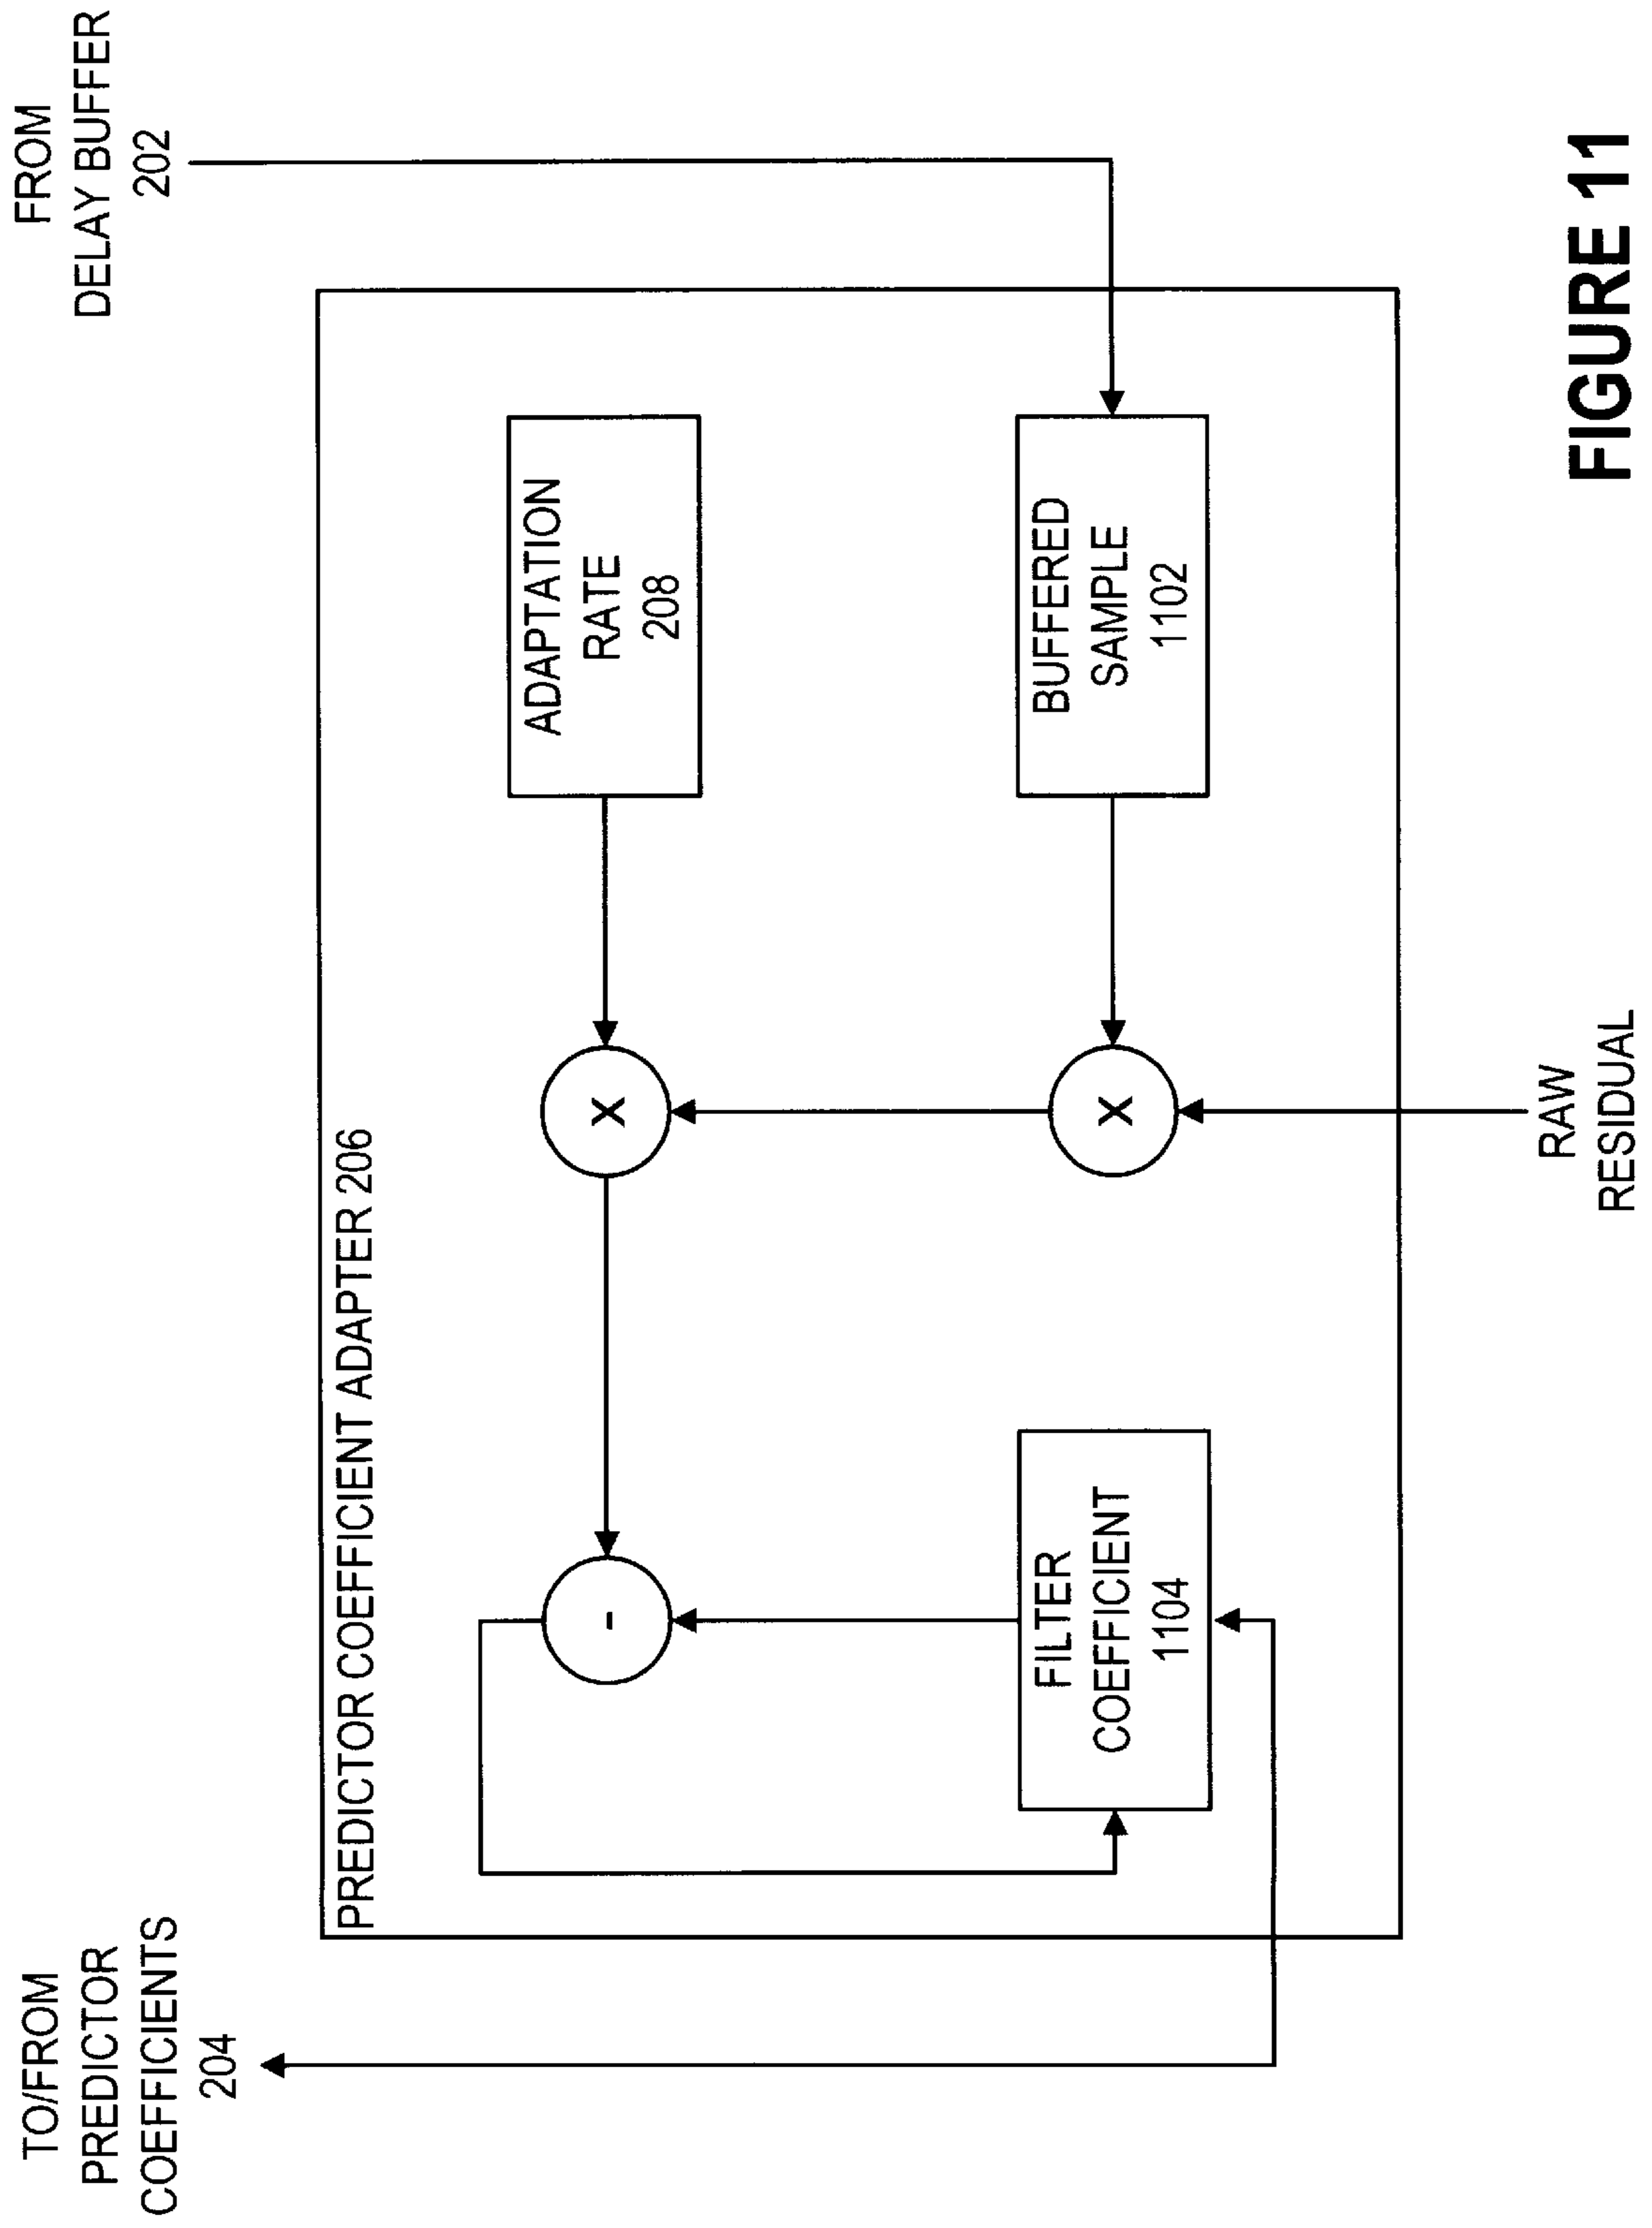 TO/FROM
PREDICTOR
COEFFICIENTS
204
FROM
DELAY BUFFER
202
PREDICTOR COEFFICIENT ADAPTER 206
-
X
ADAPTATION
RATE
208
FILTER
COEFFICIENT
1104
X
BUFFERED
SAMPLE
1102
RAW
RESIDUAL
FIGURE 11